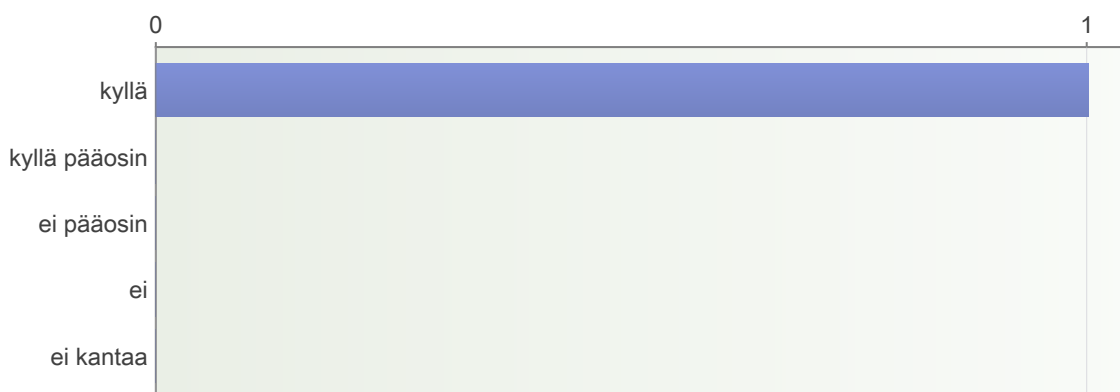 0 1
kyllä
kyllä pääosin
ei pääosin
ei
ei kantaa